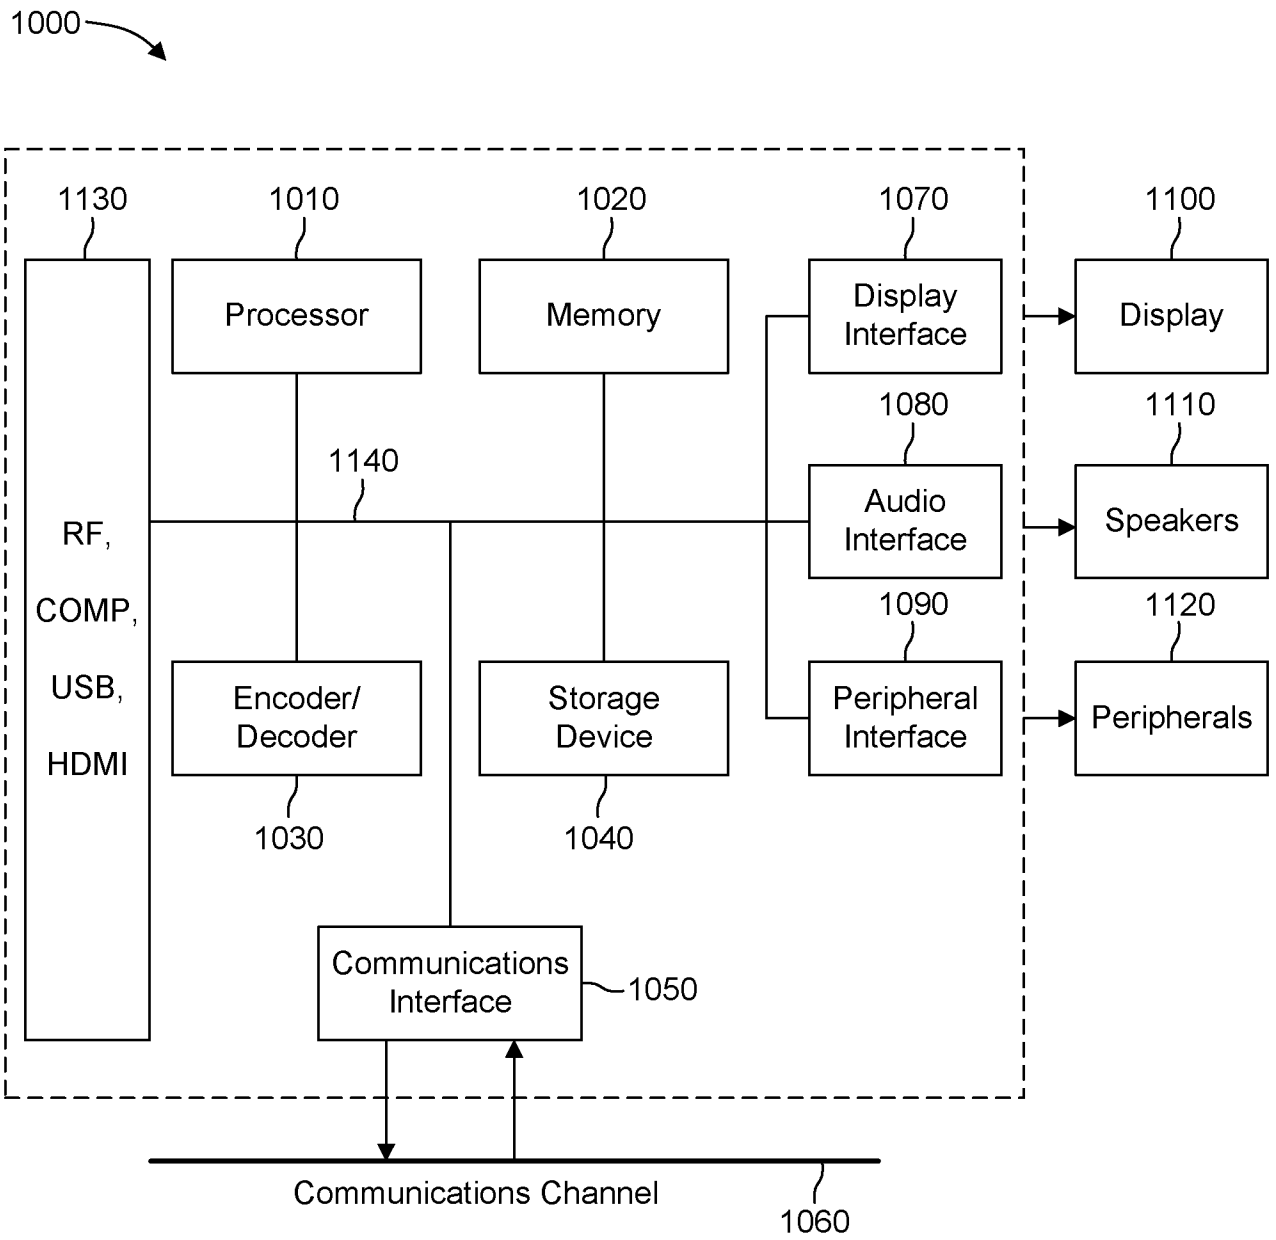 1000
1130
1010
1020
1070
1100
Processor
Memory
Display
Interface
Display
1080
1110
1140
RF,
COMP,
USB,
HDMI
Audio
Interface
Speakers
1090
1120
Encoder/
Decoder
Storage
Device
Peripheral
Interface
Peripherals
1030
1040
Communications
Interface
1050
Communications Channel
1060